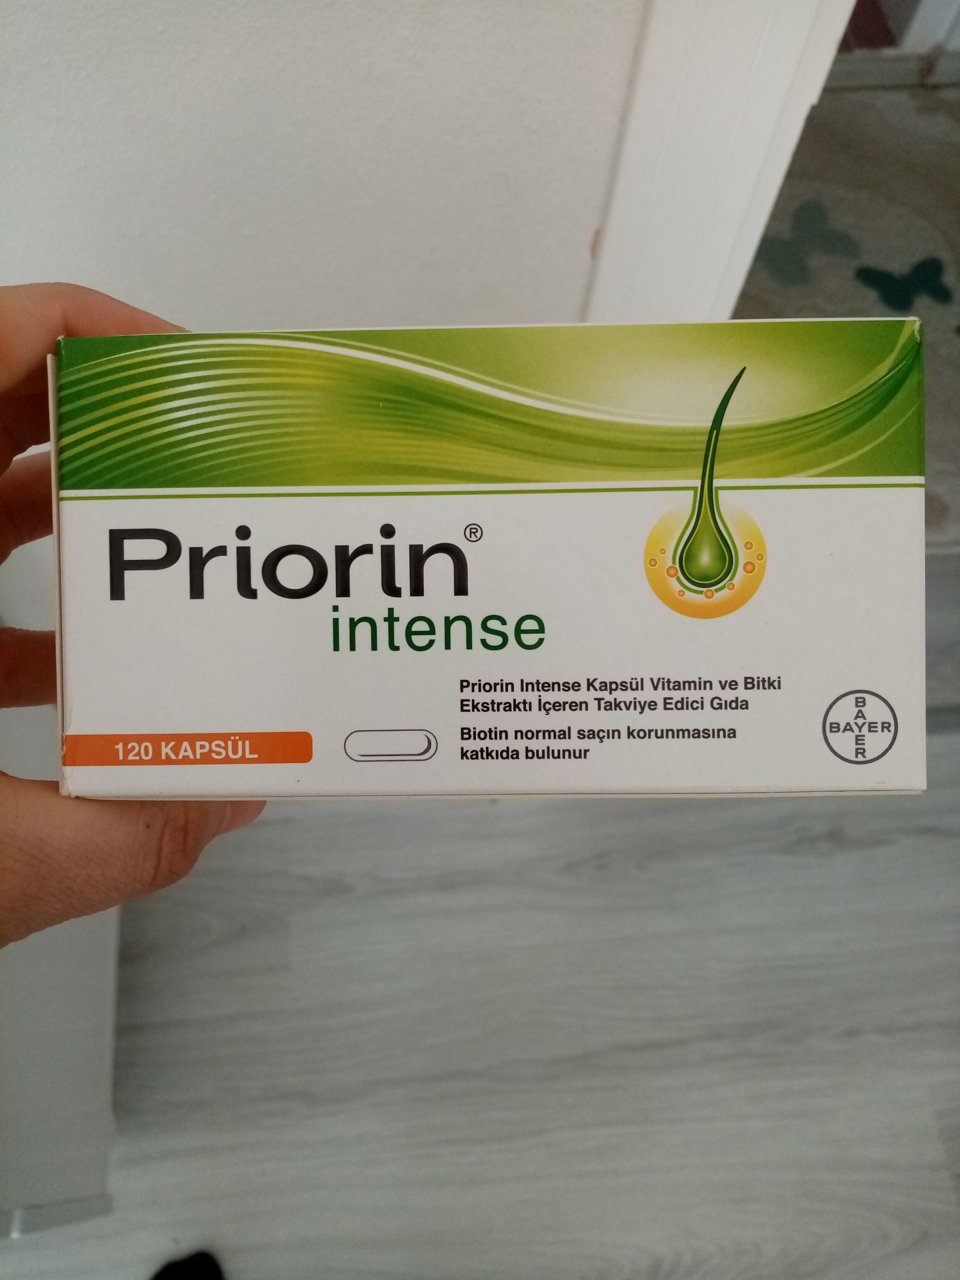 Priorin®
intense
Priorin Intense Kapsül Vitamin ve Bitki
Ekstraktı İçeren Takviye Edici Gıda
Biotin normal saçın korunmasına
katkıda bulunur
120 KAPSÜL
BAYER
BAYER